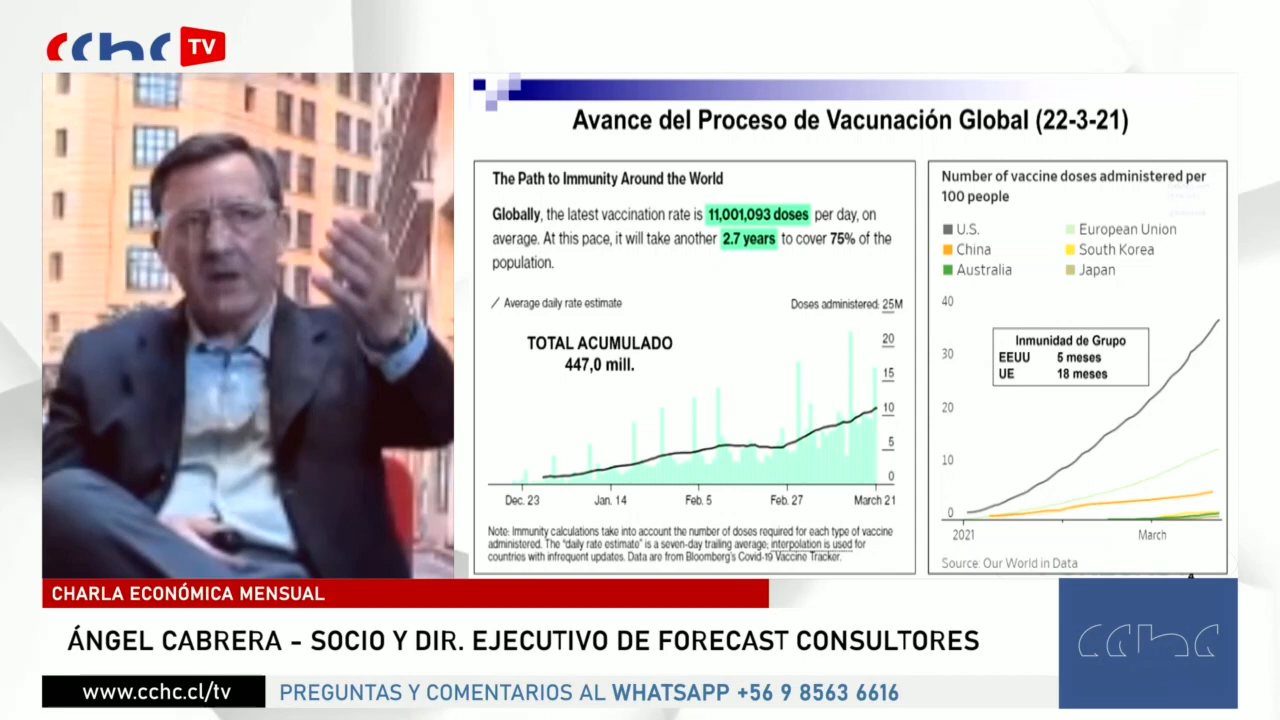 cchc TV
Avance del Proceso de Vacunación Global (22-3-21)
The Path to Immunity Around the World
Globally, the latest vaccination rate is 11,001,093 doses per day, on
average. At this pace, it will take another 2.7 years to cover 75% of the
population.
Average daily rate estimate
Doses administered: 25M
TOTAL ACUMULADO
447,0 mill.
20
15
10
5
0
Dec. 23
Jan. 14
Feb. 5
Feb. 27
March 21
Note: Immunity calculations take into account the number of doses required for each type of vaccine
administered. The "daily rate estimate" is a seven-day trailing average; interpolation is used for
countries with infrequent updates. Data are from Bloomberg's Covid-19 Vaccine Tracker.
Number of vaccine doses administered per
100 people
U.S.
European Union
China
South Korea
Australia
Japan
40
30
20
10
0
Inmunidad de Grupo
EEUU 5 meses
UE 18 meses
2021
March
Source: Our World in Data
CHARLA ECONÓMICA MENSUAL
ÁNGEL CABRERA – SOCIO Y DIR. EJECUTIVO DE FORECAST CONSULTORES
cchc
www.cchc.cl/tv
PREGUNTAS Y COMENTARIOS AL WHATSAPP +56 9 8563 6616